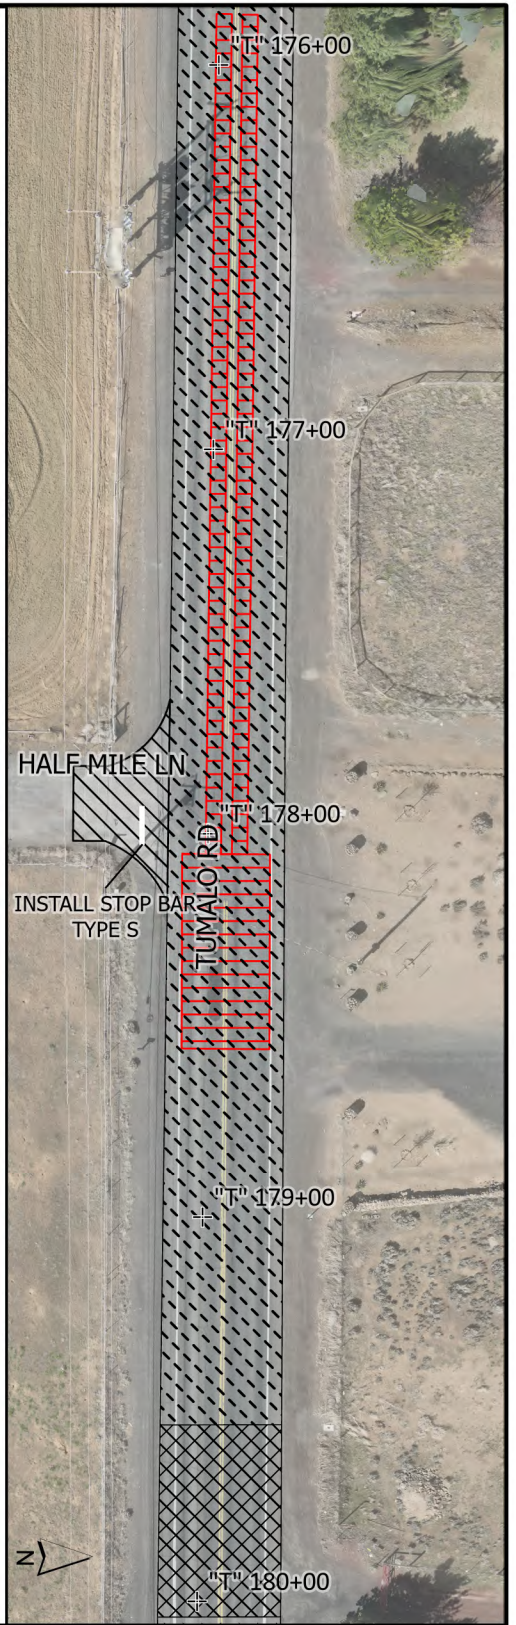 "T" 176+00
"T" 177+00
HALF MILE LN
"T" 178+00
TUMALO RD
INSTALL STOP BAR
TYPE S
"T" 179+00
"T" 180+00
N